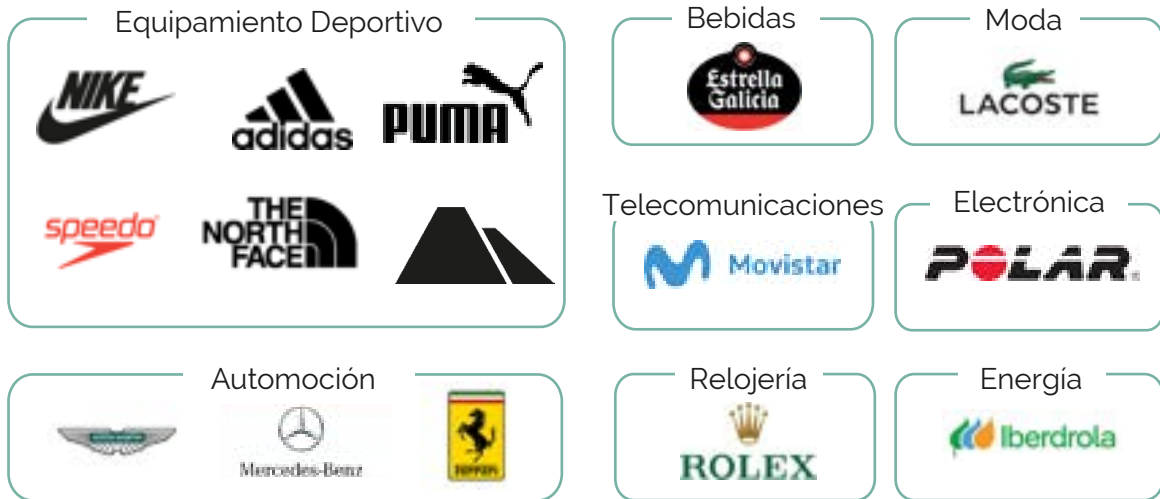 Equipamiento Deportivo
NIKE
adidas
PUMA
speedo
THE
NORTH
FACE
Bebidas
Estrella
Galicia
Moda
LACOSTE
Telecomunicaciones
Movistar
Electrónica
POLAR
Automoción
Mercedes-Benz
Ferrari
Relojería
ROLEX
Energía
Iberdrola